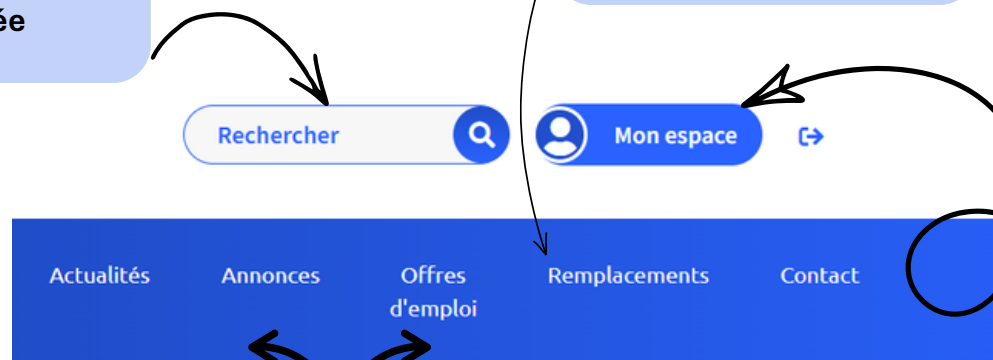 ée
Rechercher
Mon espace
Actualités
Annonces
Offres
d'emploi
Remplacements
Contact